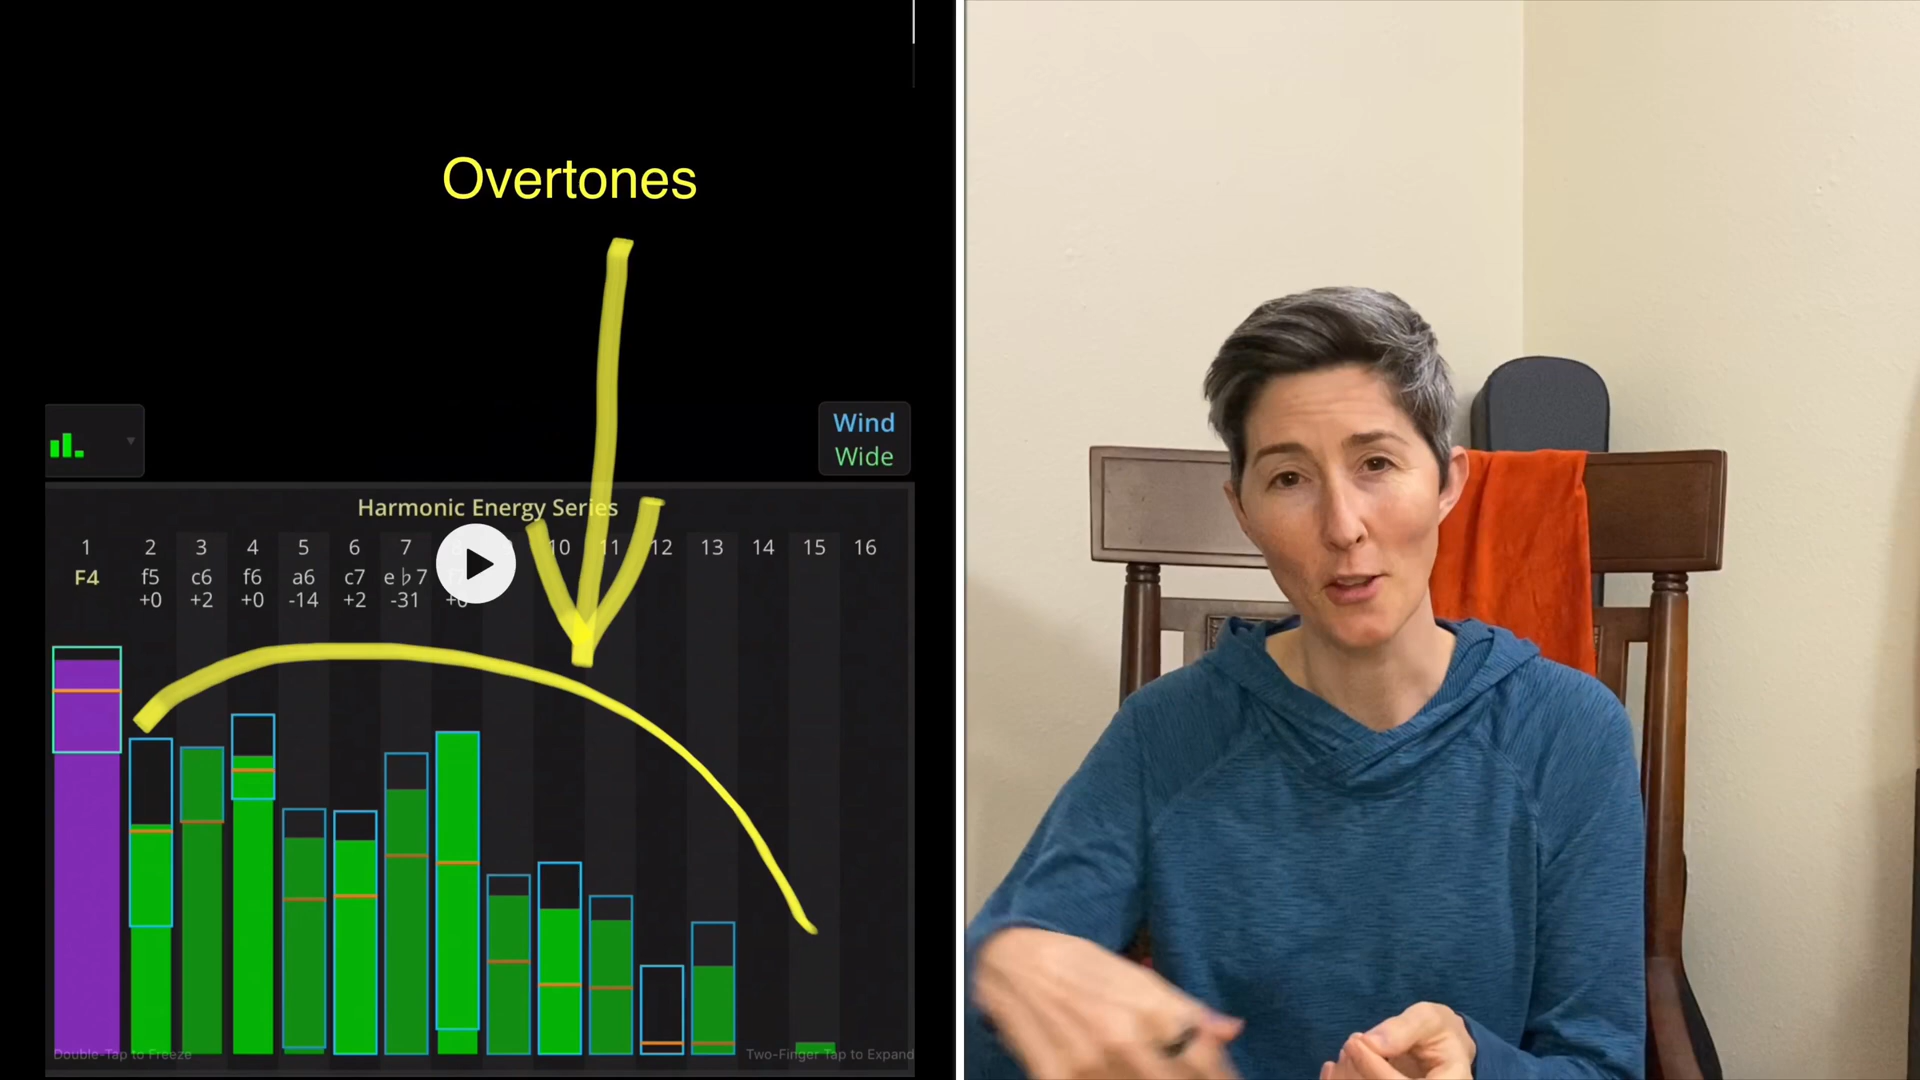 Overtones
Wind
Wide
Harmonic Energy Series
1 2 3 4 5 6 7 10 11 12 13 14 15 16
F4 f5 c6 f6 a6 c7 e♭7
+0 +2 +0 -14 +2 -31 +0
Double-Tap to Freeze
Two-Finger Tap to Expand